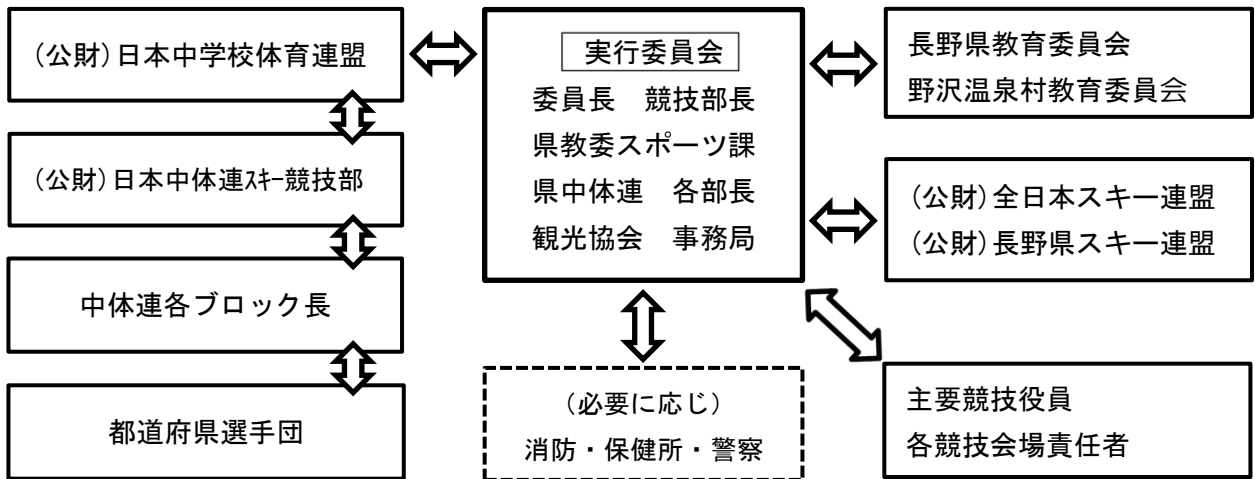 (公財)日本中学校体育連盟
(公財)日本中体連ｽｷｰ競技部
中体連各ブロック長
都道府県選手団
実行委員会
委員長　競技部長
県教委スポーツ課
県中体連　各部長
観光協会　事務局
(必要に応じ)
消防・保健所・警察
長野県教育委員会
野沢温泉村教育委員会
(公財)全日本スキー連盟
(公財)長野県スキー連盟
主要競技役員
各競技会場責任者